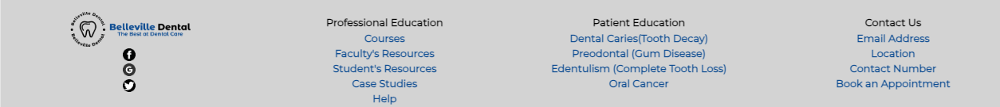 Belleville Dental
Belleville Dental
Belleville Dental
The Best at Dental Care
Professional Education
Courses
Faculty's Resources
Student's Resources
Case Studies
Help
Patient Education
Dental Caries(Tooth Decay)
Preodontal (Gum Disease)
Edentulism (Complete Tooth Loss)
Oral Cancer
Contact Us
Email Address
Location
Contact Number
Book an Appointment